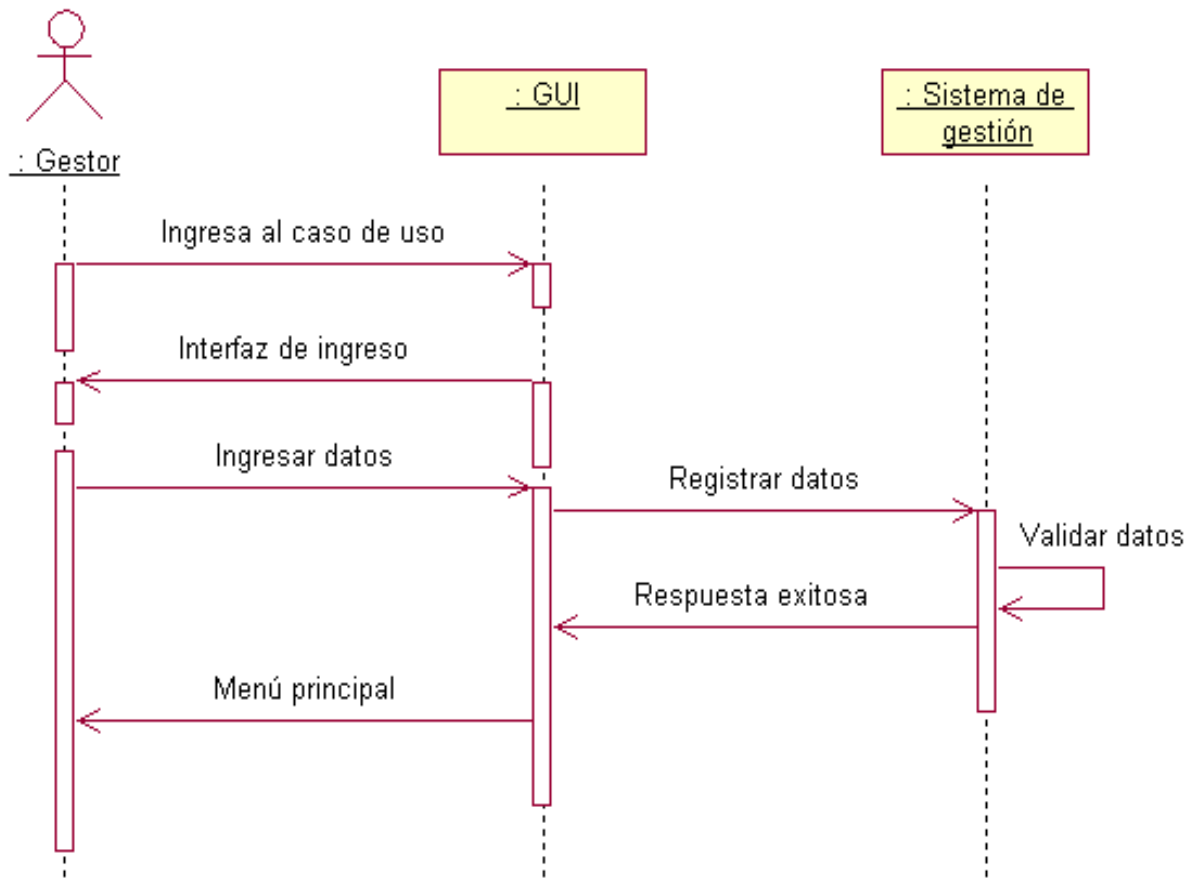 : GUI
: Sistema de
gestión
: Gestor
Ingresa al caso de uso
Interfaz de ingreso
Ingresar datos
Registrar datos
Validar datos
Respuesta exitosa
Menú principal